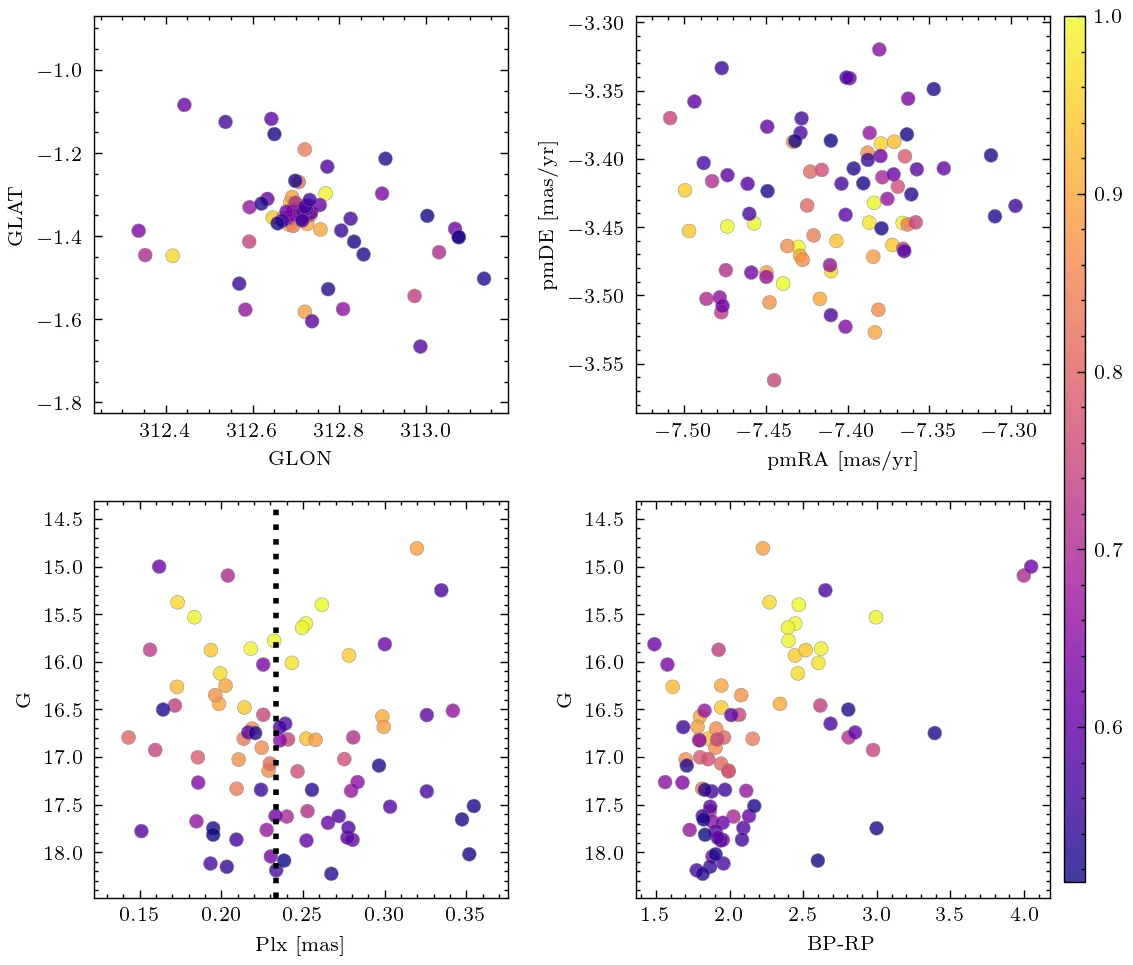 −1.0
−1.2
−1.4
−1.6
−1.8
GLAT
312.4 312.6 312.8 313.0
GLON
−3.30
−3.35
−3.40
−3.45
−3.50
−3.55
pmDE [mas/yr]
−7.50 −7.45 −7.40 −7.35 −7.30
pmRA [mas/yr]
1.0
0.9
0.8
0.7
0.6
14.5
15.0
15.5
16.0
16.5
17.0
17.5
18.0
G
0.15 0.20 0.25 0.30 0.35
Plx [mas]
14.5
15.0
15.5
16.0
16.5
17.0
17.5
18.0
G
1.5 2.0 2.5 3.0 3.5 4.0
BP-RP